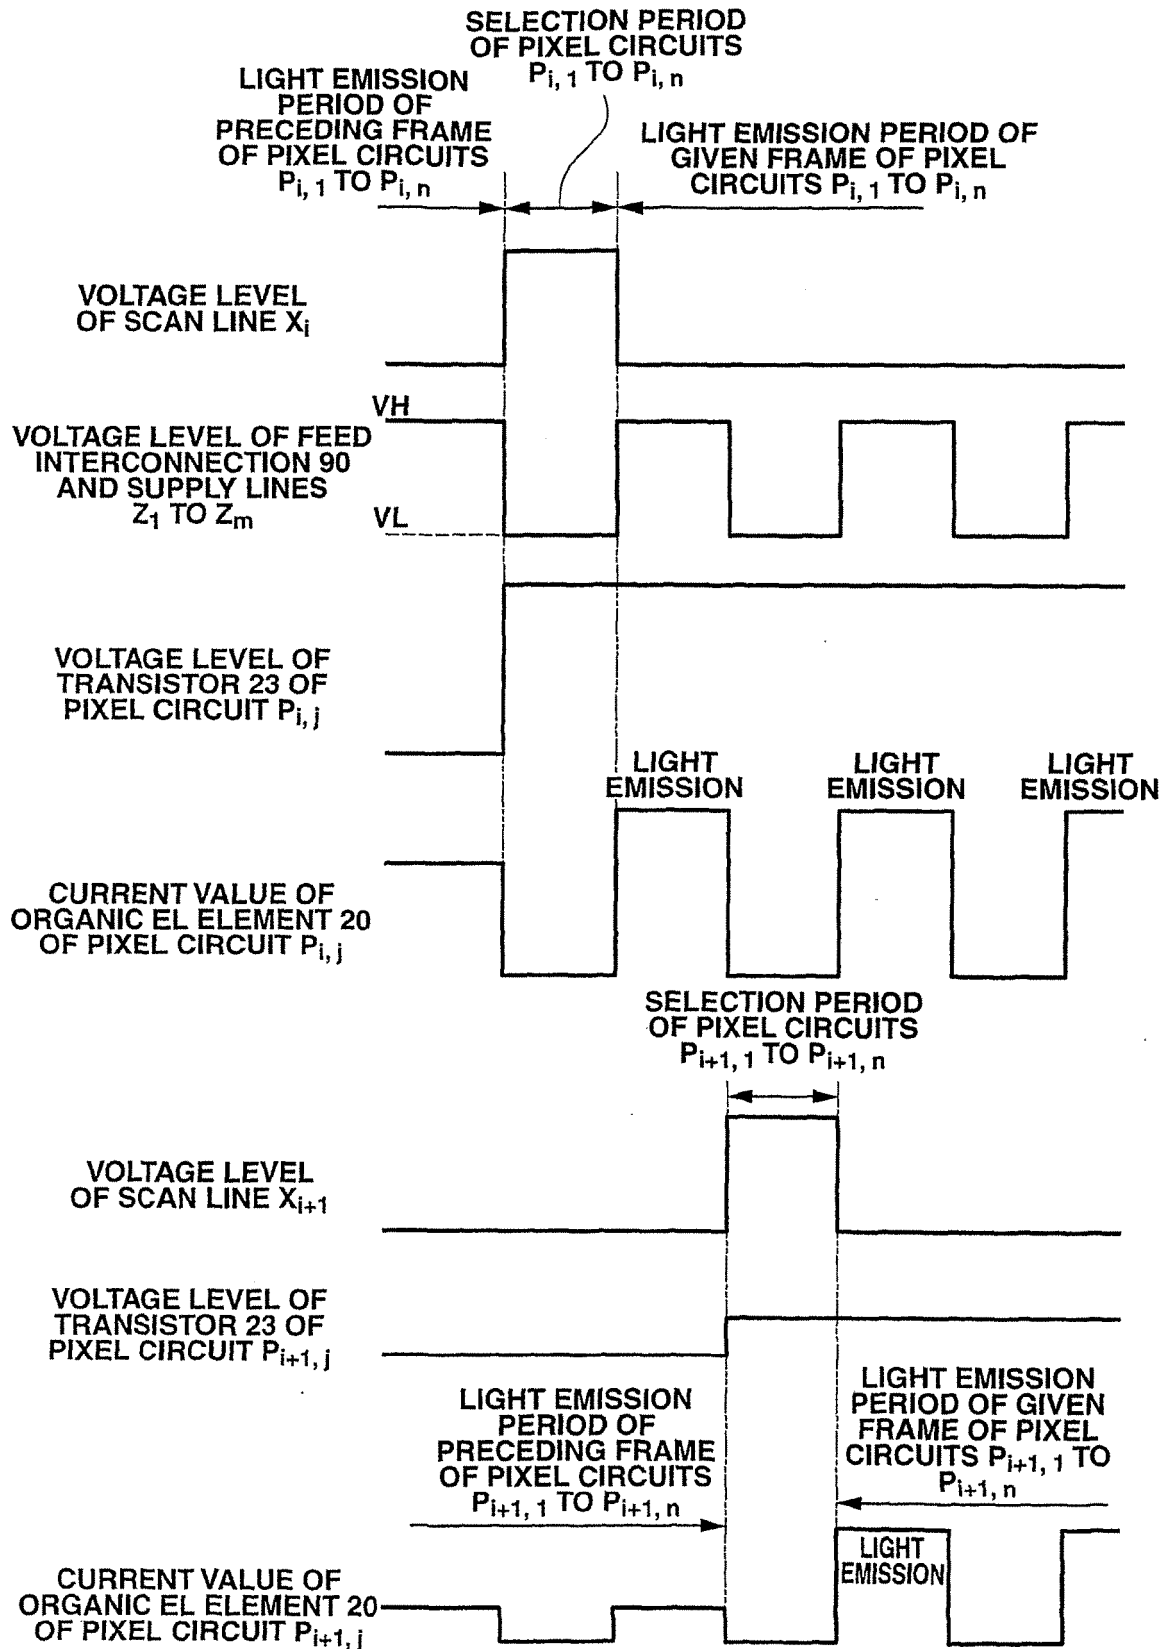 SELECTION PERIOD
OF PIXEL CIRCUITS
Pi, 1 TO Pi, n
LIGHT EMISSION
PERIOD OF
PRECEDING FRAME
OF PIXEL CIRCUITS
Pi, 1 TO Pi, n
LIGHT EMISSION PERIOD OF
GIVEN FRAME OF PIXEL
CIRCUITS Pi, 1 TO Pi, n
VOLTAGE LEVEL
OF SCAN LINE Xi
VH
VOLTAGE LEVEL OF FEED
INTERCONNECTION 90
AND SUPPLY LINES
Z1 TO Zm
VL
VOLTAGE LEVEL OF
TRANSISTOR 23 OF
PIXEL CIRCUIT Pi, j
LIGHT
EMISSION
LIGHT
EMISSION
LIGHT
EMISSION
CURRENT VALUE OF
ORGANIC EL ELEMENT 20
OF PIXEL CIRCUIT Pi, j
SELECTION PERIOD
OF PIXEL CIRCUITS
Pi+1, 1 TO Pi+1, n
VOLTAGE LEVEL
OF SCAN LINE Xi+1
VOLTAGE LEVEL OF
TRANSISTOR 23 OF
PIXEL CIRCUIT Pi+1, j
LIGHT EMISSION
PERIOD OF
PRECEDING FRAME
OF PIXEL CIRCUITS
Pi+1, 1 TO Pi+1, n
LIGHT EMISSION
PERIOD OF GIVEN
FRAME OF PIXEL
CIRCUITS Pi+1, 1 TO
Pi+1, n
LIGHT
EMISSION
CURRENT VALUE OF
ORGANIC EL ELEMENT 20
OF PIXEL CIRCUIT Pi+1, j